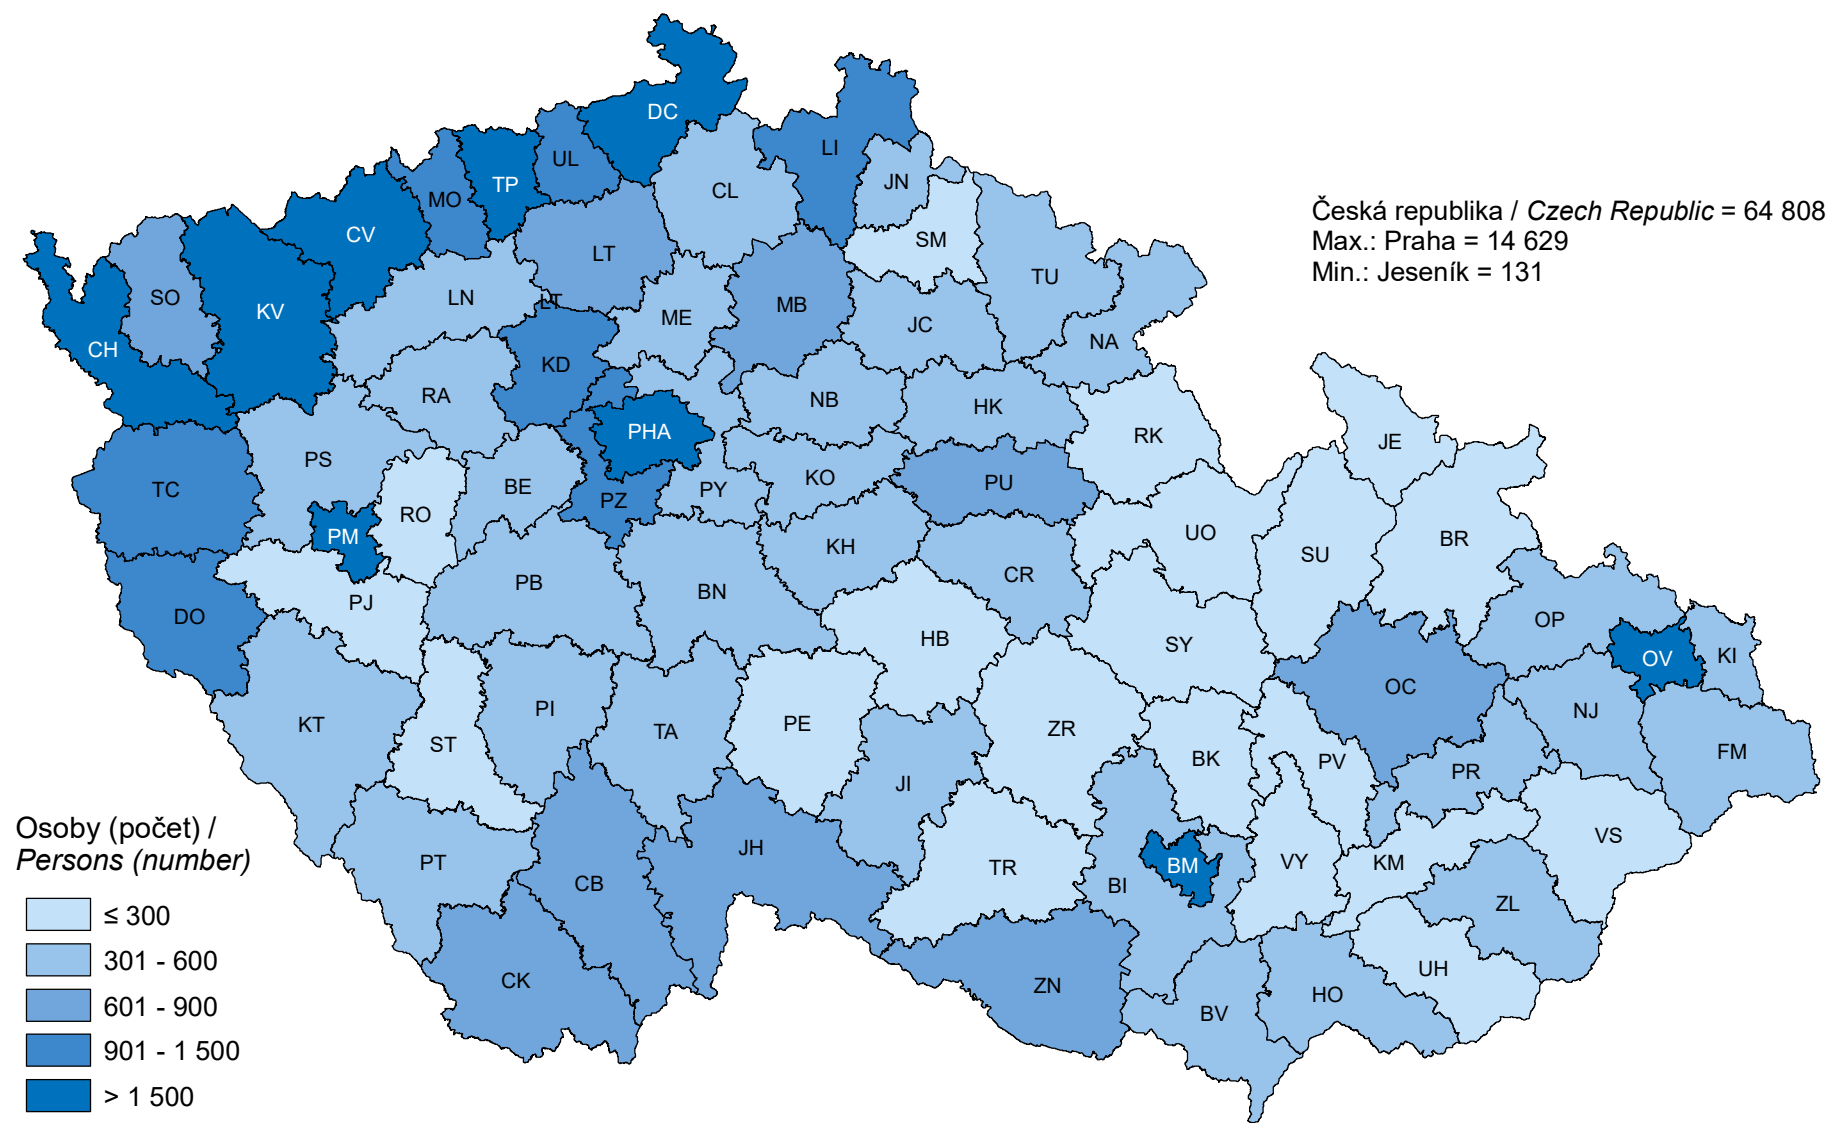 DC
LI
UL
TP
JN
CL
MO
CV
SM
LT
TU
SO
LN
LT
MB
KV
ME
JC
NA
CH
KD
RA
NB
HK
PHA
RK
JE
PS
TC
BE
PZ
PY
KO
PU
RO
PM
UO
BR
KH
SU
PB
BN
CR
PJ
DO
HB
SY
OP
OV
KI
OC
KT
PI
TA
PE
ZR
NJ
ST
JI
BK
PV
PR
FM
JH
VS
PT
CB
TR
BI
BM
VY
KM
ZL
CK
ZN
UH
BV
HO
Česká republika / Czech Republic = 64 808
Max.: Praha = 14 629
Min.: Jeseník = 131
Osoby (počet) /
Persons (number)
≤ 300
301 - 600
601 - 900
901 - 1 500
> 1 500